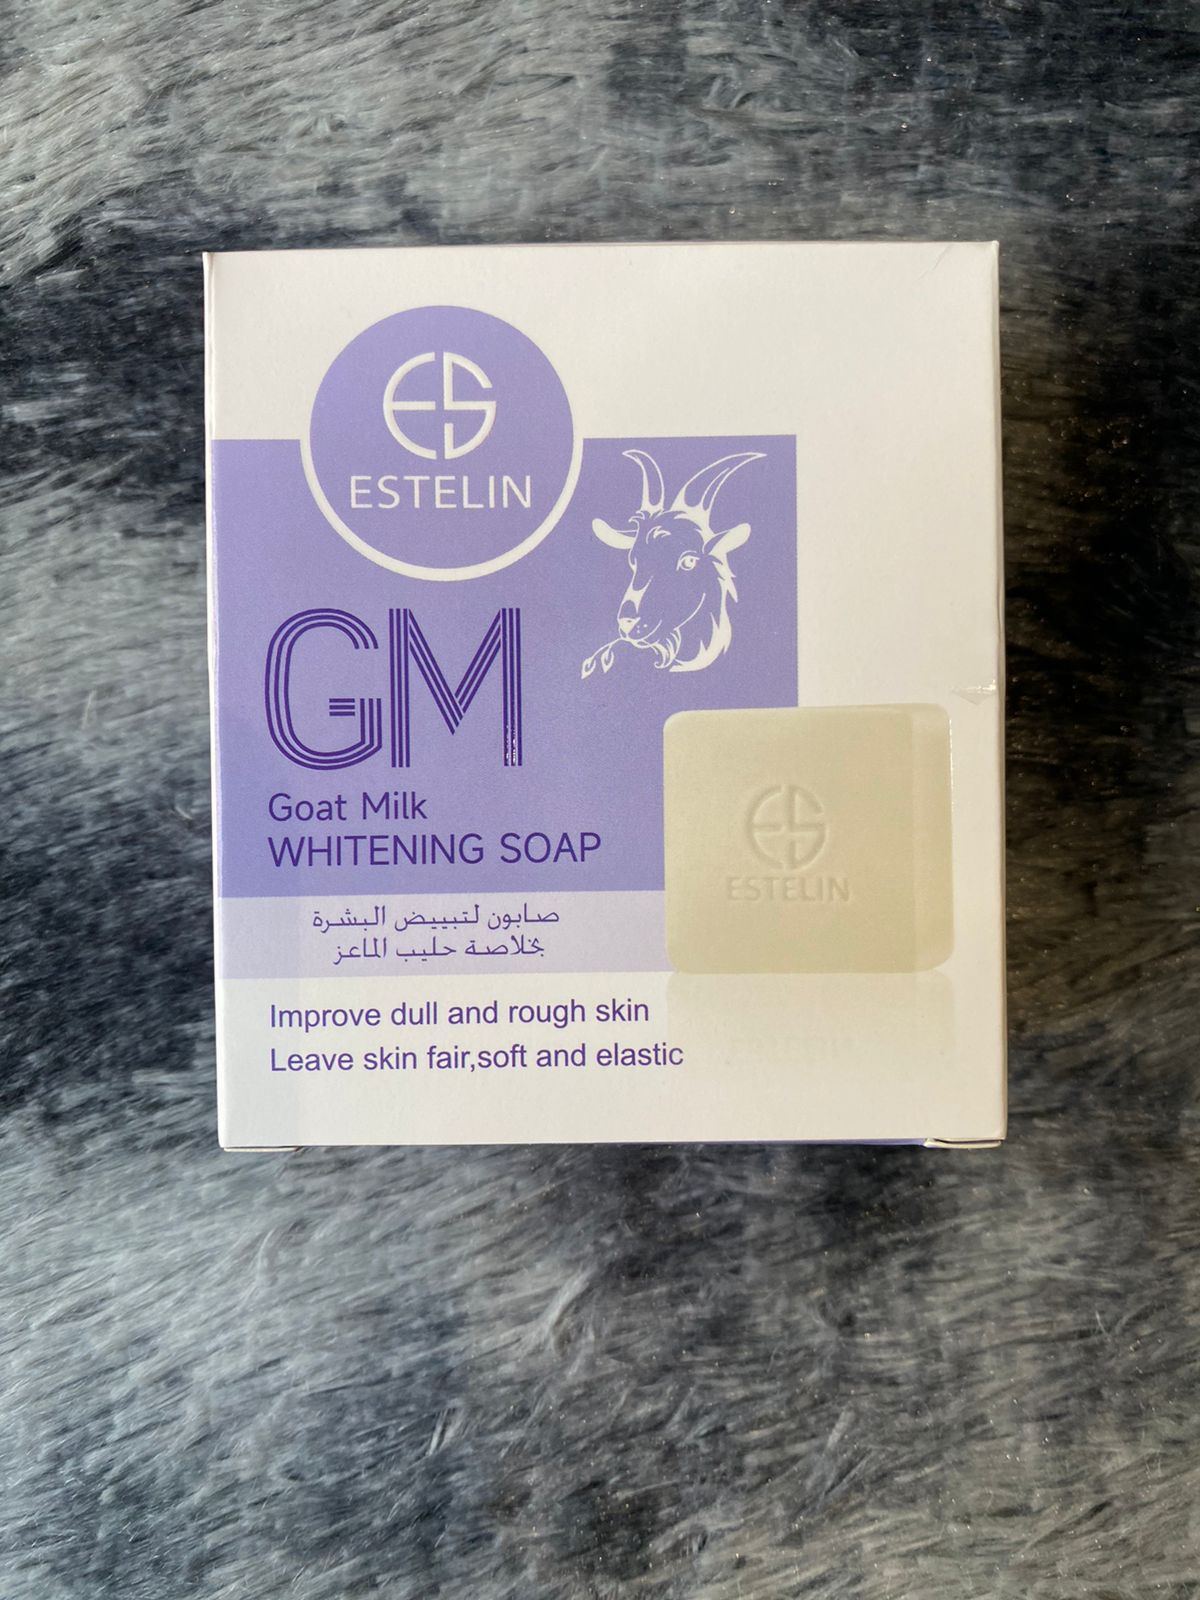 ES
ESTELIN
GM
Goat Milk
WHITENING SOAP
صابون لتبييض البشرة
بخلاصة حليب الماعز
Improve dull and rough skin
Leave skin fair,soft and elastic
ES
ESTELIN